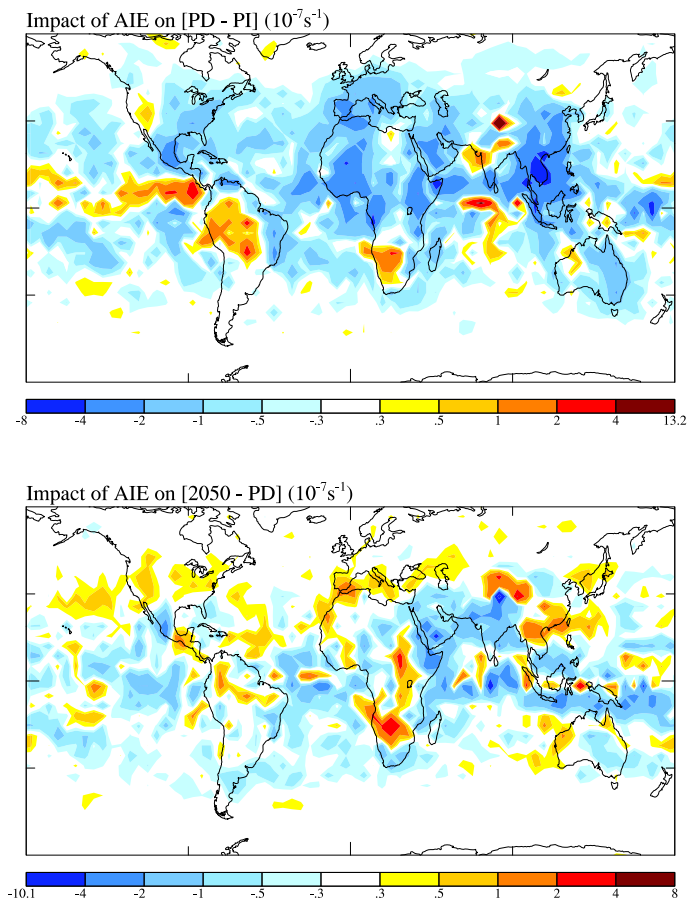 Impact of AIE on [PD - PI] (10⁻⁷s⁻¹)
-8 -4 -2 -1 -.5 -.3 .3 .5 1 2 4 13.2
Impact of AIE on [2050 - PD] (10⁻⁷s⁻¹)
-10.1 -4 -2 -1 -.5 -.3 .3 .5 1 2 4 8